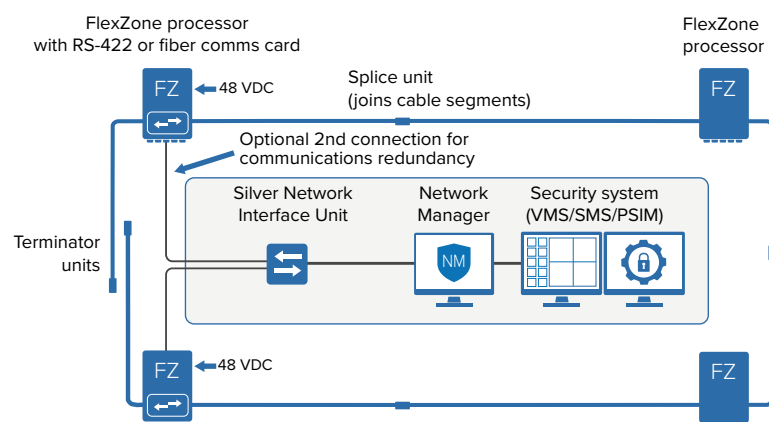 FlexZone processor
with RS-422 or fiber comms card
FlexZone
processor
FZ
48 VDC
Splice unit
(joins cable segments)
FZ
Optional 2nd connection for
communications redundancy
Silver Network
Interface Unit
Network
Manager
Security system
(VMS/SMS/PSIM)
Terminator
units
NM
FZ
48 VDC
FZ